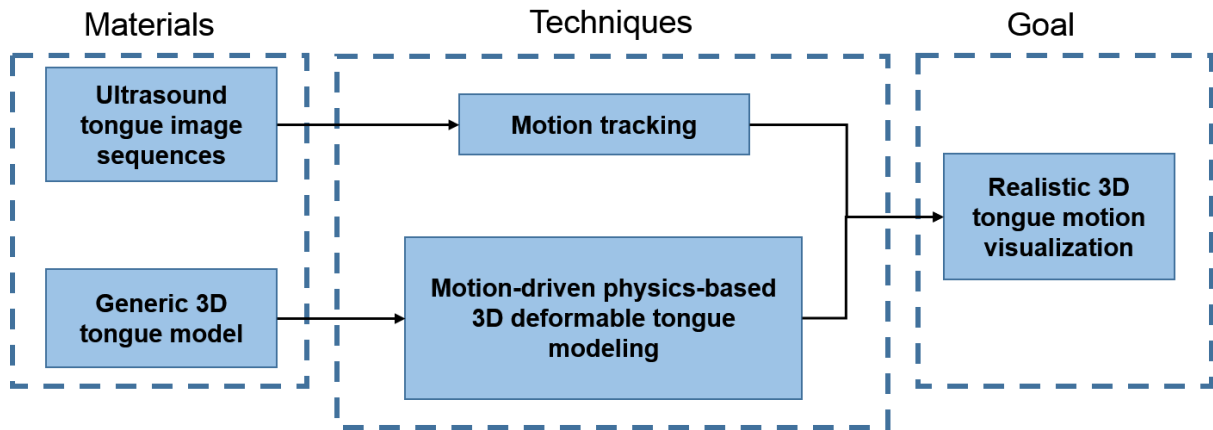 Materials
Techniques
Goal
Ultrasound
tongue image
sequences
Motion tracking
Realistic 3D
tongue motion
visualization
Generic 3D
tongue model
Motion-driven physics-based
3D deformable tongue
modeling